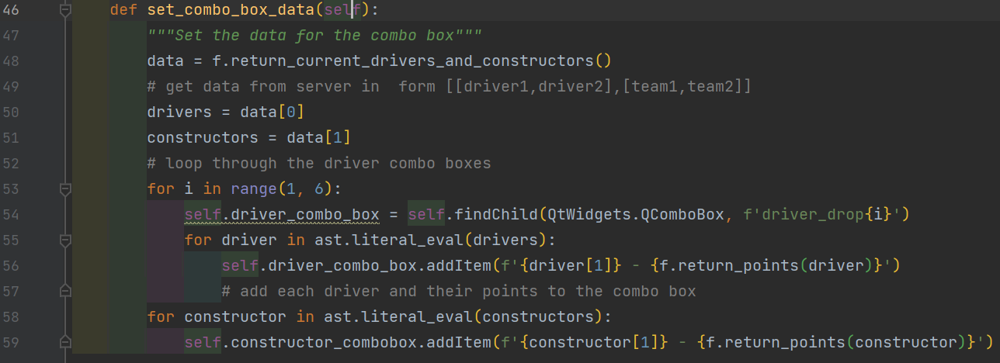 46 def set_combo_box_data(self):
47 """Set the data for the combo box"""
48 data = f.return_current_drivers_and_constructors()
49 # get data from server in  form [[driver1,driver2],[team1,team2]]
50 drivers = data[0]
51 constructors = data[1]
52 # loop through the driver combo boxes
53 for i in range(1, 6):
54 self.driver_combo_box = self.findChild(QtWidgets.QComboBox, f'driver_drop{i}')
55 for driver in ast.literal_eval(drivers):
56 self.driver_combo_box.addItem(f'{driver[1]} - {f.return_points(driver)}')
57 # add each driver and their points to the combo box
58 for constructor in ast.literal_eval(constructors):
59 self.constructor_combobox.addItem(f'{constructor[1]} - {f.return_points(constructor)}')